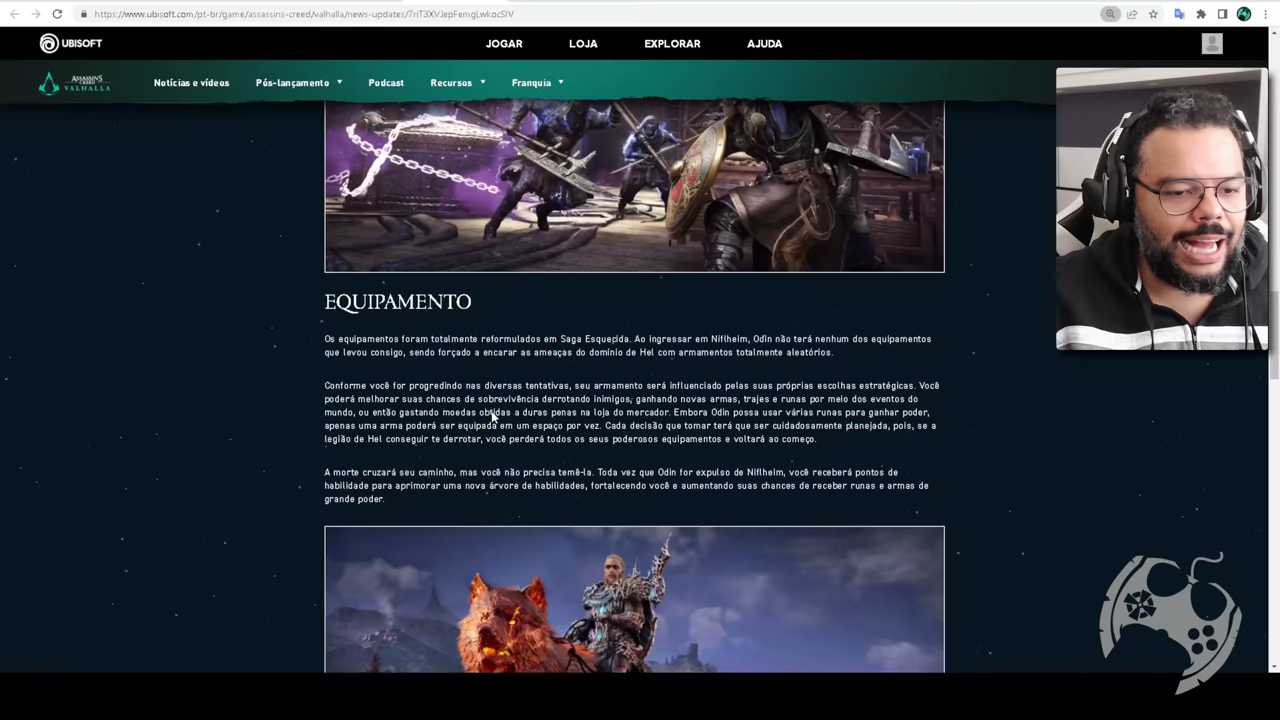 https://www.ubisoft.com/pt-br/game/assassins-creed/valhalla/news-updates/7riT3XVJepFemgLwkacSIV
UBISOFT
JOGAR
LOJA
EXPLORAR
AJUDA
ASSASSIN'S CREED
VALHALLA
Notícias e vídeos
Pós-lançamento
Podcast
Recursos
Franquia
EQUIPAMENTO
Os equipamentos foram totalmente reformulados em Saga Esquecida. Ao ingressar em Niflheim, Odin não terá nenhum dos equipamentos
que levou consigo, sendo forçado a encarar as ameaças do domínio de Hel com armamentos totalmente aleatórios.
Conforme você for progredindo nas diversas tentativas, seu armamento será influenciado pelas suas próprias escolhas estratégicas. Você
poderá melhorar suas chances de sobrevivência derrotando inimigos, ganhando novas armas, trajes e runas por meio dos eventos do
mundo, ou então gastando moedas obtidas a duras penas na loja do mercador. Embora Odin possa usar várias runas para ganhar poder,
apenas uma arma poderá ser equipada em um espaço por vez. Cada decisão que tomar terá que ser cuidadosamente planejada, pois, se a
legião de Hel conseguir te derrotar, você perderá todos os seus poderosos equipamentos e voltará ao começo.
A morte cruzará seu caminho, mas você não precisa temê-la. Toda vez que Odin for expulso de Niflheim, você receberá pontos de
habilidade para aprimorar uma nova árvore de habilidades, fortalecendo você e aumentando suas chances de receber runas e armas de
grande poder.